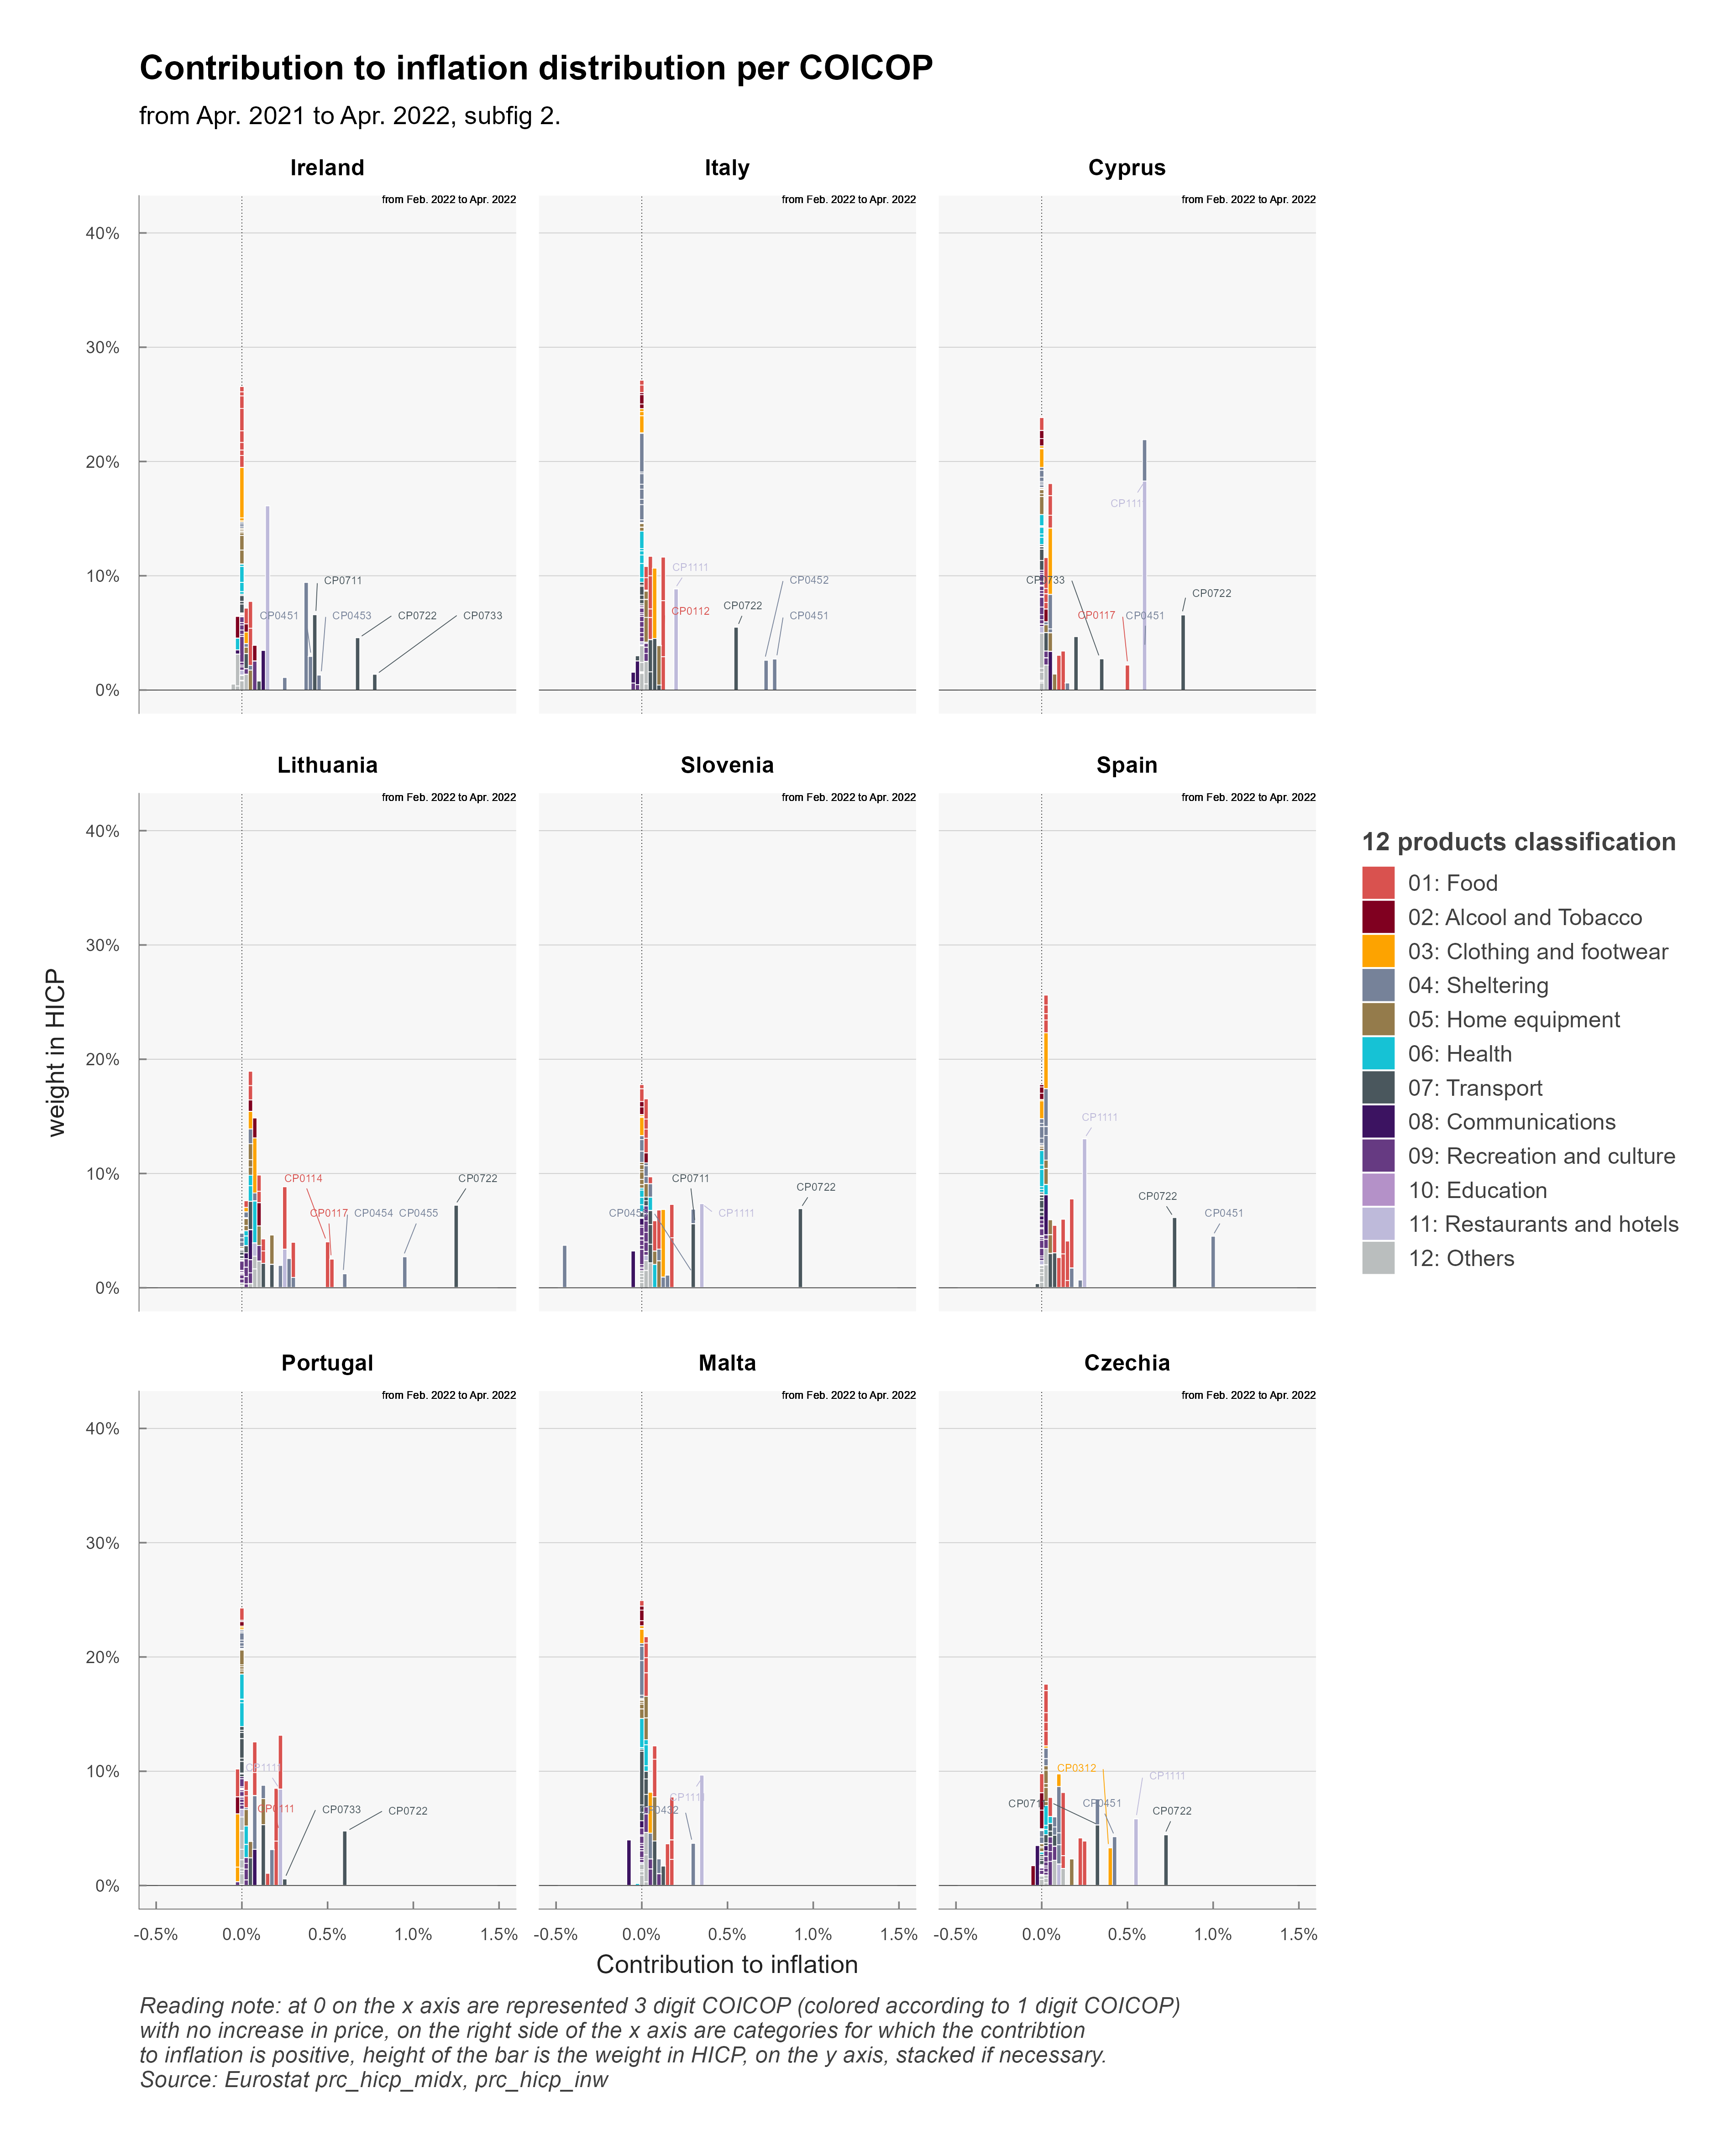 Contribution to inflation distribution per COICOP
from Apr. 2021 to Apr. 2022, subfig 2.
Ireland
Italy
Cyprus
from Feb. 2022 to Apr. 2022
from Feb. 2022 to Apr. 2022
from Feb. 2022 to Apr. 2022
40%
30%
20%
10%
0%
CP0711
CP0451
CP0453
CP0722
CP0733
CP1111
CP0112
CP0722
CP0452
CP0451
CP0733
CP0117
CP0451
CP0722
Lithuania
Slovenia
Spain
from Feb. 2022 to Apr. 2022
from Feb. 2022 to Apr. 2022
from Feb. 2022 to Apr. 2022
40%
30%
20%
10%
0%
CP0114
CP0117
CP0454
CP0455
CP0722
CP0711
CP1111
CP0722
CP1111
CP0722
CP0451
weight in HICP
12 products classification
01: Food
02: Alcool and Tobacco
03: Clothing and footwear
04: Sheltering
05: Home equipment
06: Health
07: Transport
08: Communications
09: Recreation and culture
10: Education
11: Restaurants and hotels
12: Others
Portugal
Malta
Czechia
from Feb. 2022 to Apr. 2022
from Feb. 2022 to Apr. 2022
from Feb. 2022 to Apr. 2022
40%
30%
20%
10%
0%
CP0733
CP0722
CP0312
CP1111
CP0451
CP0722
-0.5% 0.0% 0.5% 1.0% 1.5%
-0.5% 0.0% 0.5% 1.0% 1.5%
-0.5% 0.0% 0.5% 1.0% 1.5%
Contribution to inflation
Reading note: at 0 on the x axis are represented 3 digit COICOP (colored according to 1 digit COICOP)
with no increase in price, on the right side of the x axis are categories for which the contribtion
to inflation is positive, height of the bar is the weight in HICP, on the y axis, stacked if necessary.
Source: Eurostat prc_hicp_midx, prc_hicp_inw